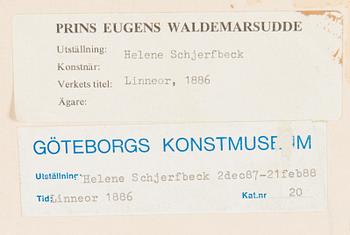 PRINS EUGENS WALDEMARSUDDE
Utställning: Helene Schjerfbeck
Konstnär:
Verkets titel: Linneor, 1886
Ägare:
GÖTEBORGS KONSTMUSEUM
Utställning: Helene Schjerfbeck 2dec87-21feb88
Tid: Linneor 1886 Kat.nr 20